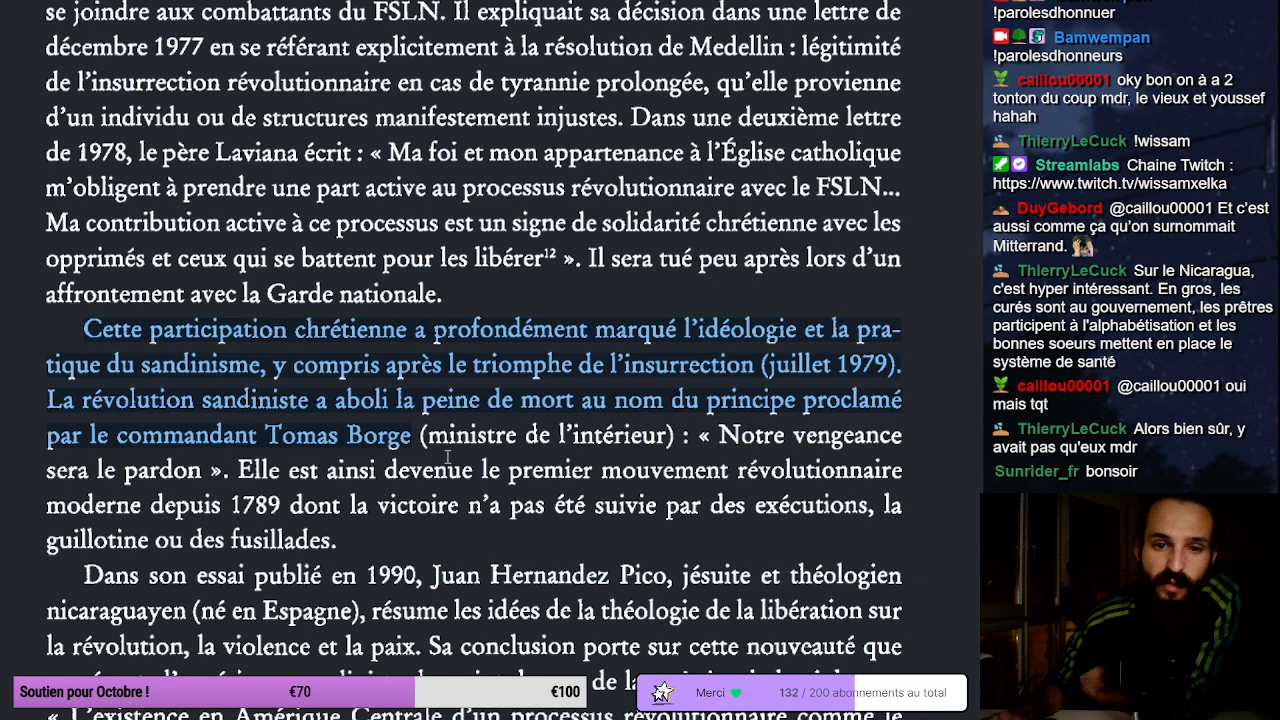 se joindre aux combattants du FSLN. Il expliquait sa décision dans une lettre de
décembre 1977 en se référant explicitement à la résolution de Medellin : légitimité
de l'insurrection révolutionnaire en cas de tyrannie prolongée, qu'elle provienne
d'un individu ou de structures manifestement injustes. Dans une deuxième lettre
de 1978, le père Laviana écrit : « Ma foi et mon appartenance à l'Église catholique
m'obligent à prendre une part active au processus révolutionnaire avec le FSLN...
Ma contribution active à ce processus est un signe de solidarité chrétienne avec les
opprimés et ceux qui se battent pour les libérer¹² ». Il sera tué peu après lors d'un
affrontement avec la Garde nationale.
Cette participation chrétienne a profondément marqué l'idéologie et la pra-
tique du sandinisme, y compris après le triomphe de l'insurrection (juillet 1979).
La révolution sandiniste a aboli la peine de mort au nom du principe proclamé
par le commandant Tomas Borge (ministre de l'intérieur) : « Notre vengeance
sera le pardon ». Elle est ainsi devenue le premier mouvement révolutionnaire
moderne depuis 1789 dont la victoire n'a pas été suivie par des exécutions, la
guillotine ou des fusillades.
Dans son essai publié en 1990, Juan Hernandez Pico, jésuite et théologien
nicaraguayen (né en Espagne), résume les idées de la théologie de la libération sur
la révolution, la violence et la paix. Sa conclusion porte sur cette nouveauté que
de la
« L'existence en Amérique Centrale d'un processus révolutionnaire comme le
Soutien pour Octobre ! €70 €100
Merci 132 / 200 abonnements au total
!parolesdhonnuer
Bamwempan
!parolesdhonneurs
caillou00001 oky bon on à a 2
tonton du coup mdr, le vieux et youssef
hahah
ThierryLeCuck !wissam
Streamlabs Chaine Twitch :
https://www.twitch.tv/wissamxelka
DuyGebord @caillou00001 Et c'est
aussi comme ça qu'on surnommait
Mitterrand.
ThierryLeCuck Sur le Nicaragua,
c'est hyper intéressant. En gros, les
curés sont au gouvernement, les prêtres
participent à l'alphabétisation et les
bonnes soeurs mettent en place le
système de santé
caillou00001 @caillou00001 oui
mais tqt
ThierryLeCuck Alors bien sûr, y
avait pas qu'eux mdr
Sunrider_fr bonsoir